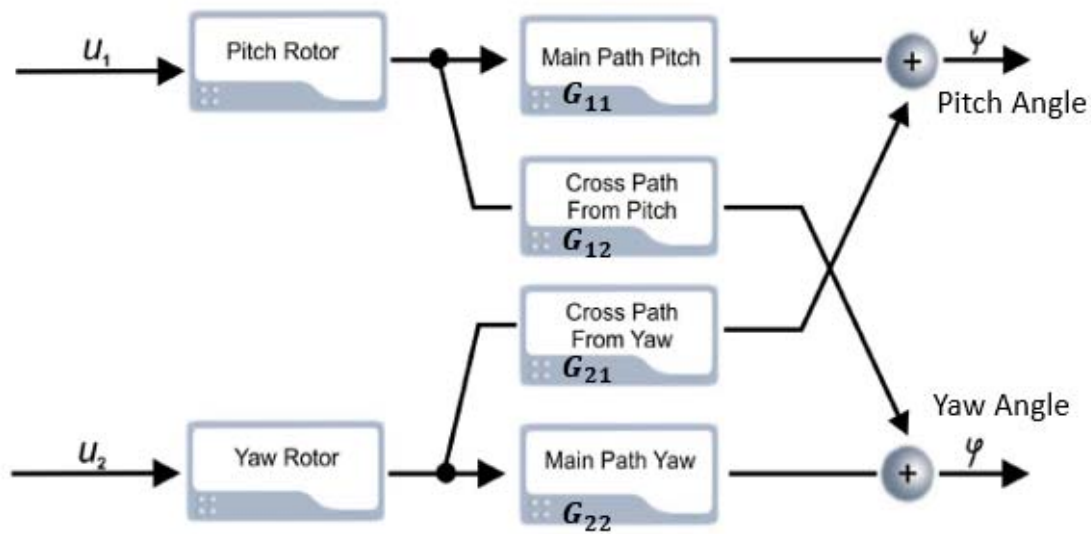 u₁
Pitch Rotor
Main Path Pitch
G₁₁
+
ψ
Pitch Angle
Cross Path
From Pitch
G₁₂
Cross Path
From Yaw
G₂₁
Yaw Angle
u₂
Yaw Rotor
Main Path Yaw
G₂₂
+
φ